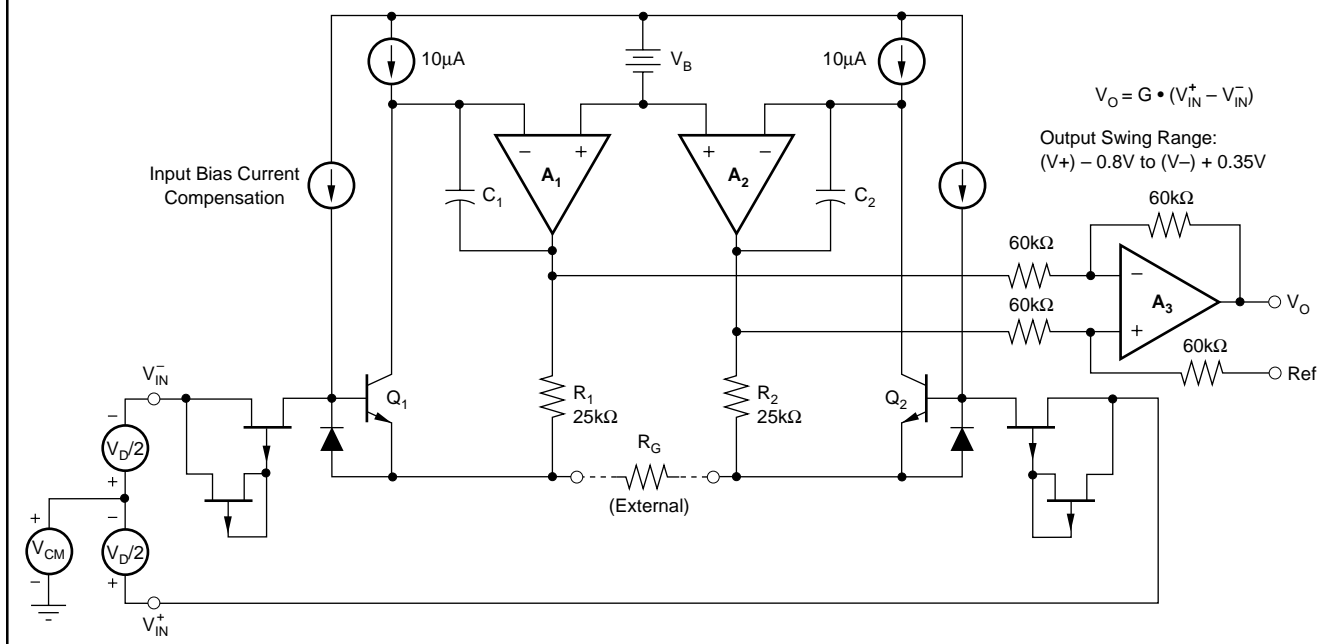 10μA
V_B
10μA
V_O = G • (V_IN^+ – V_IN^–)
Output Swing Range:
(V+) – 0.8V to (V–) + 0.35V
Input Bias Current
Compensation
C_1
–
+
A_1
+
–
A_2
C_2
60kΩ
60kΩ
60kΩ
–
+
A_3
V_O
60kΩ
Ref
V_IN^–
Q_1
R_1
25kΩ
R_2
25kΩ
Q_2
R_G
(External)
–
V_D/2
+
+
V_CM
–
–
V_D/2
+
V_IN^+